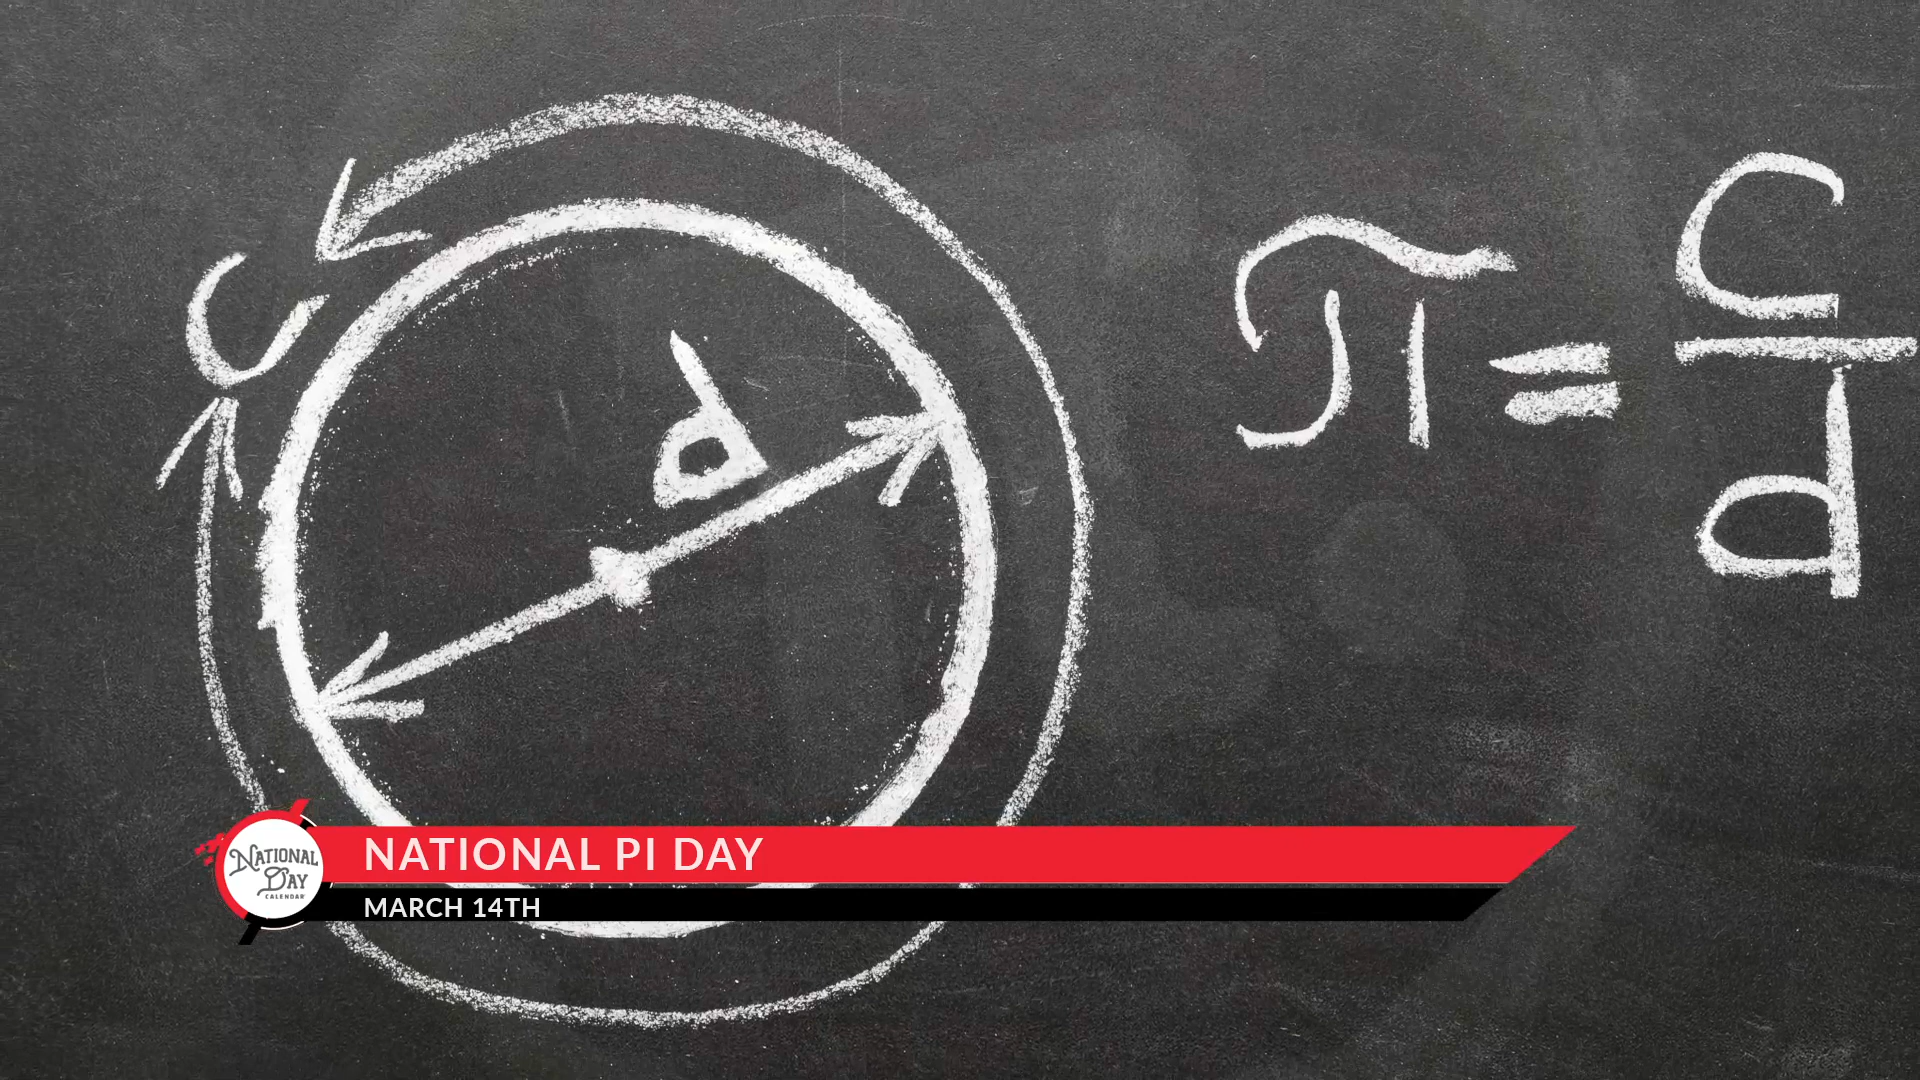 C
d
π = C/d
NATIONAL DAY CALENDAR
NATIONAL PI DAY
MARCH 14TH